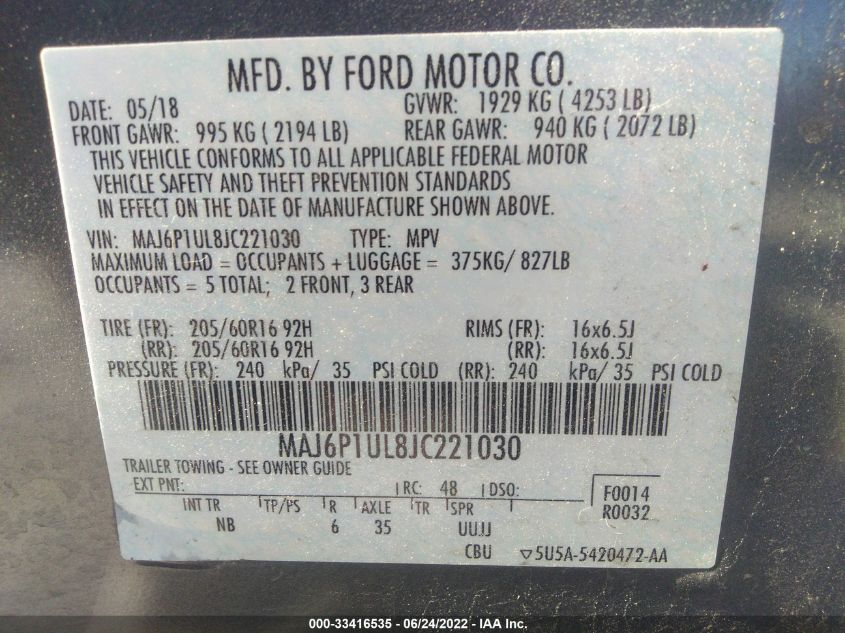 MFD. BY FORD MOTOR CO.
DATE: 05/18 GVWR: 1929 KG ( 4253 LB)
FRONT GAWR: 995 KG ( 2194 LB) REAR GAWR: 940 KG ( 2072 LB)
THIS VEHICLE CONFORMS TO ALL APPLICABLE FEDERAL MOTOR
VEHICLE SAFETY AND THEFT PREVENTION STANDARDS
IN EFFECT ON THE DATE OF MANUFACTURE SHOWN ABOVE.
VIN: MAJ6P1UL8JC221030 TYPE: MPV
MAXIMUM LOAD = OCCUPANTS + LUGGAGE = 375KG/ 827LB
OCCUPANTS = 5 TOTAL; 2 FRONT, 3 REAR
TIRE (FR): 205/60R16 92H RIMS (FR): 16x6.5J
(RR): 205/60R16 92H (RR): 16x6.5J
PRESSURE (FR): 240 kPa/ 35 PSI COLD (RR): 240 kPa/ 35 PSI COLD
MAJ6P1UL8JC221030
TRAILER TOWING - SEE OWNER GUIDE
EXT PNT: RC: 48 DSO: F0014
INT TR TP/PS R AXLE TR SPR R0032
NB 6 35 UUJJ
CBU ▽5U5A-5420472-AA
000-33416535 - 06/24/2022 - IAA Inc.